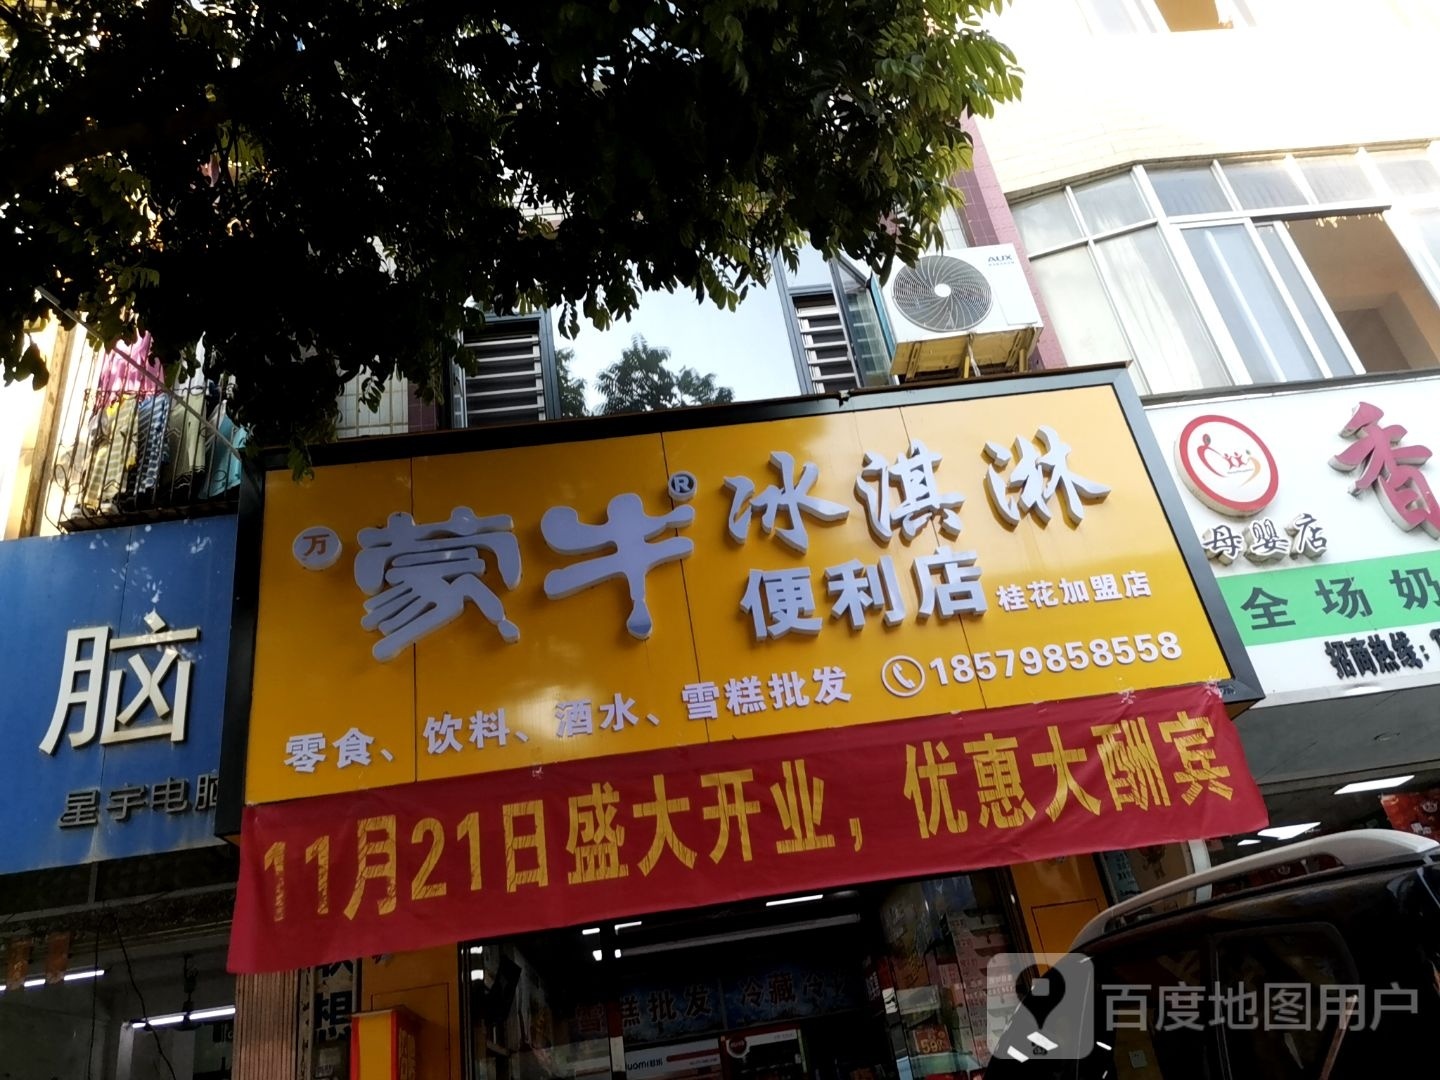 AUX
万 蒙牛® 冰淇淋
便利店 桂花加盟店
零食、饮料、酒水、雪糕批发 18579858558
11月21日盛大开业，优惠大酬宾
脑
星宇电脑
香
母婴店
全场奶
招商热线：
雪糕批发
冷藏冷
想
百度地图用户